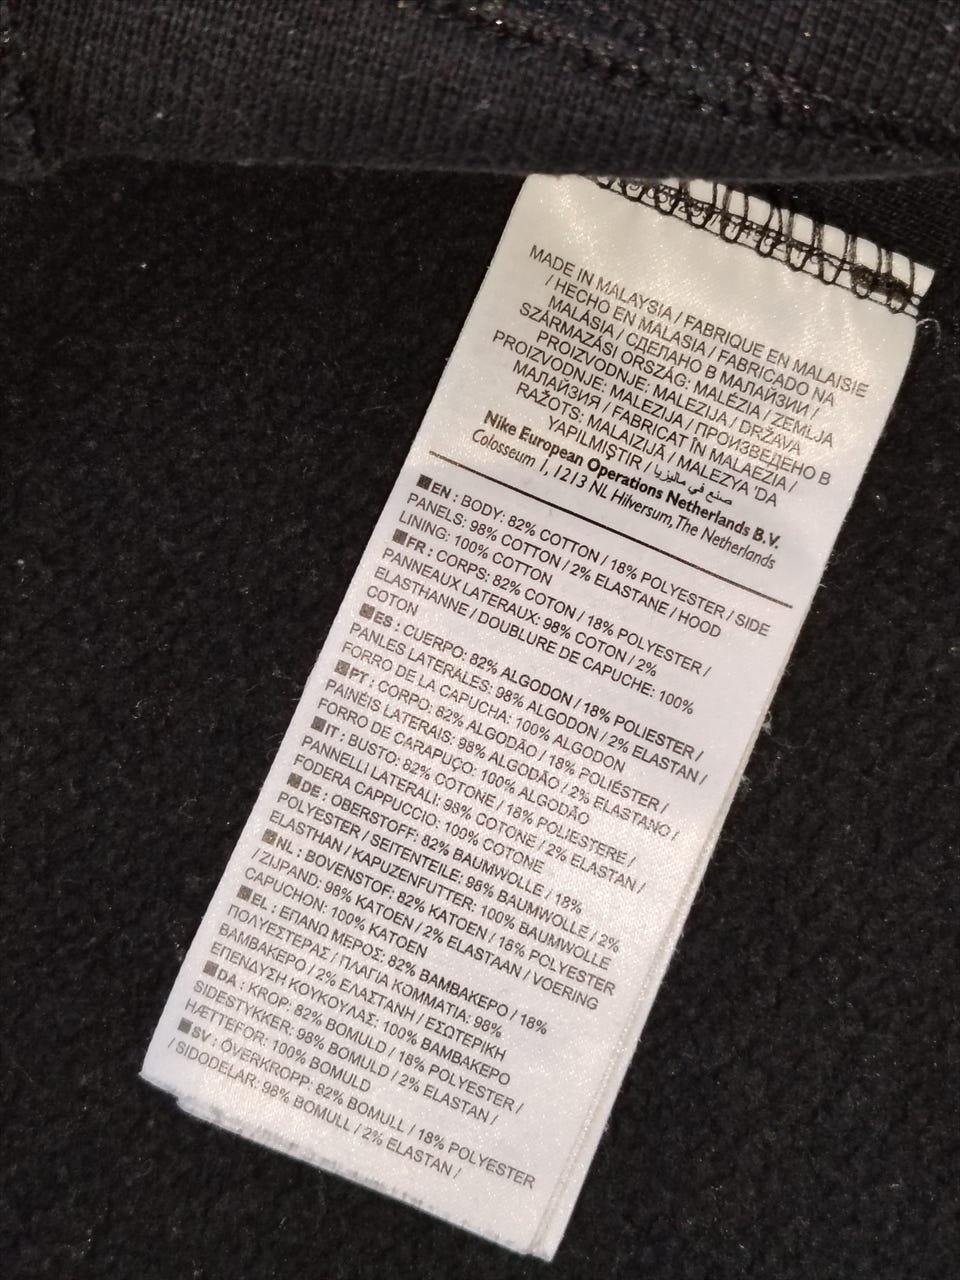 MADE IN MALAYSIA / FABRIQUE EN MALAISIE
/ HECHO EN MALASIA / FABRICADO NA
MALÁSIA / СДЕЛАНО В МАЛАЙЗИИ /
SZÁRMAZÁSI ORSZÁG: MALÉZIA / ZEMLJA
PROIZVODNJE: MALEZIJA / DRŽAVA
PROIZVODNJE: MALEZIJA / ПРОИЗВЕДЕНО В
МАЛАЙЗИЯ / FABRICAT ÎN MALAEZIA /
RAŽOTS: MALAIZIJĀ / MALEZYA 'DA
YAPILMIŞTIR / صنع في ماليزيا
Nike European Operations Netherlands B.V.
Colosseum 1, 1213 NL Hilversum, The Netherlands
EN : BODY: 82% COTTON / 18% POLYESTER / SIDE
PANELS: 98% COTTON / 2% ELASTANE / HOOD
LINING: 100% COTTON
FR : CORPS: 82% COTON / 18% POLYESTER /
PANNEAUX LATERAUX: 98% COTON / 2%
ELASTHANNE / DOUBLURE DE CAPUCHE: 100%
COTON
ES : CUERPO: 82% ALGODON / 18% POLIESTER /
PANLES LATERALES: 98% ALGODON / 2% ELASTAN /
FORRO DE LA CAPUCHA: 100% ALGODON
PT : CORPO: 82% ALGODÃO / 18% POLIÉSTER /
PAINÉIS LATERAIS: 98% ALGODÃO / 2% ELASTANO /
FORRO DE CARAPUÇO: 100% ALGODÃO
IT : BUSTO: 82% COTONE / 18% POLIESTERE /
PANNELLI LATERALI: 98% COTONE / 2% ELASTAN /
FODERA CAPPUCCIO: 100% COTONE
DE : OBERSTOFF: 82% BAUMWOLLE / 18%
POLYESTER / SEITENTEILE: 98% BAUMWOLLE / 2%
ELASTHAN / KAPUZENFUTTER: 100% BAUMWOLLE
NL : BOVENSTOF: 82% KATOEN / 18% POLYESTER
/ ZIJPAND: 98% KATOEN / 2% ELASTAAN / VOERING
CAPUCHON: 100% KATOEN
EL : ΕΠΑΝΩ ΜΕΡΟΣ: 82% ΒΑΜΒΑΚΕΡΟ / 18%
ΠΟΛΥΕΣΤΕΡΑΣ / ΠΛΑΓΙΑ ΚΟΜΜΑΤΙΑ: 98%
ΒΑΜΒΑΚΕΡΟ / 2% ΕΛΑΣΤΑΝΗ / ΕΣΩΤΕΡΙΚΗ
ΕΠΕΝΔΥΣΗ ΚΟΥΚΟΥΛΑΣ: 100% ΒΑΜΒΑΚΕΡΟ
DA : KROP: 82% BOMULD / 18% POLYESTER /
SIDESTYKKER: 98% BOMULD / 2% ELASTAN /
HÆTTEFOR: 100% BOMULD
SV : ÖVERKROPP: 82% BOMULL / 18% POLYESTER
/ SIDODELAR: 98% BOMULL / 2% ELASTAN /